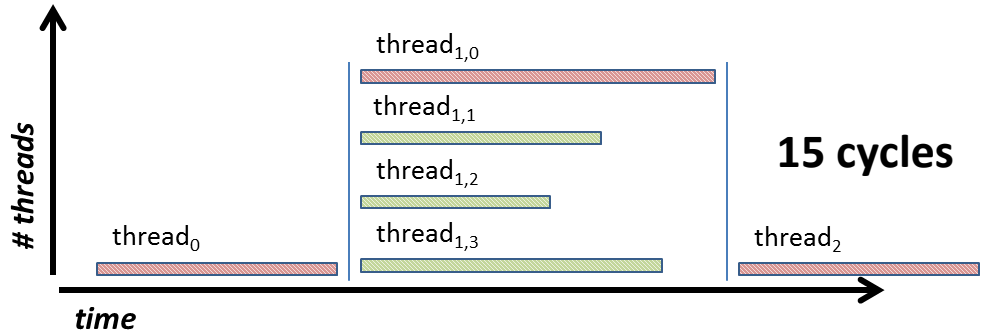 thread1,0
thread1,1
thread1,2
thread1,3
thread0
thread2
15 cycles
# threads
time